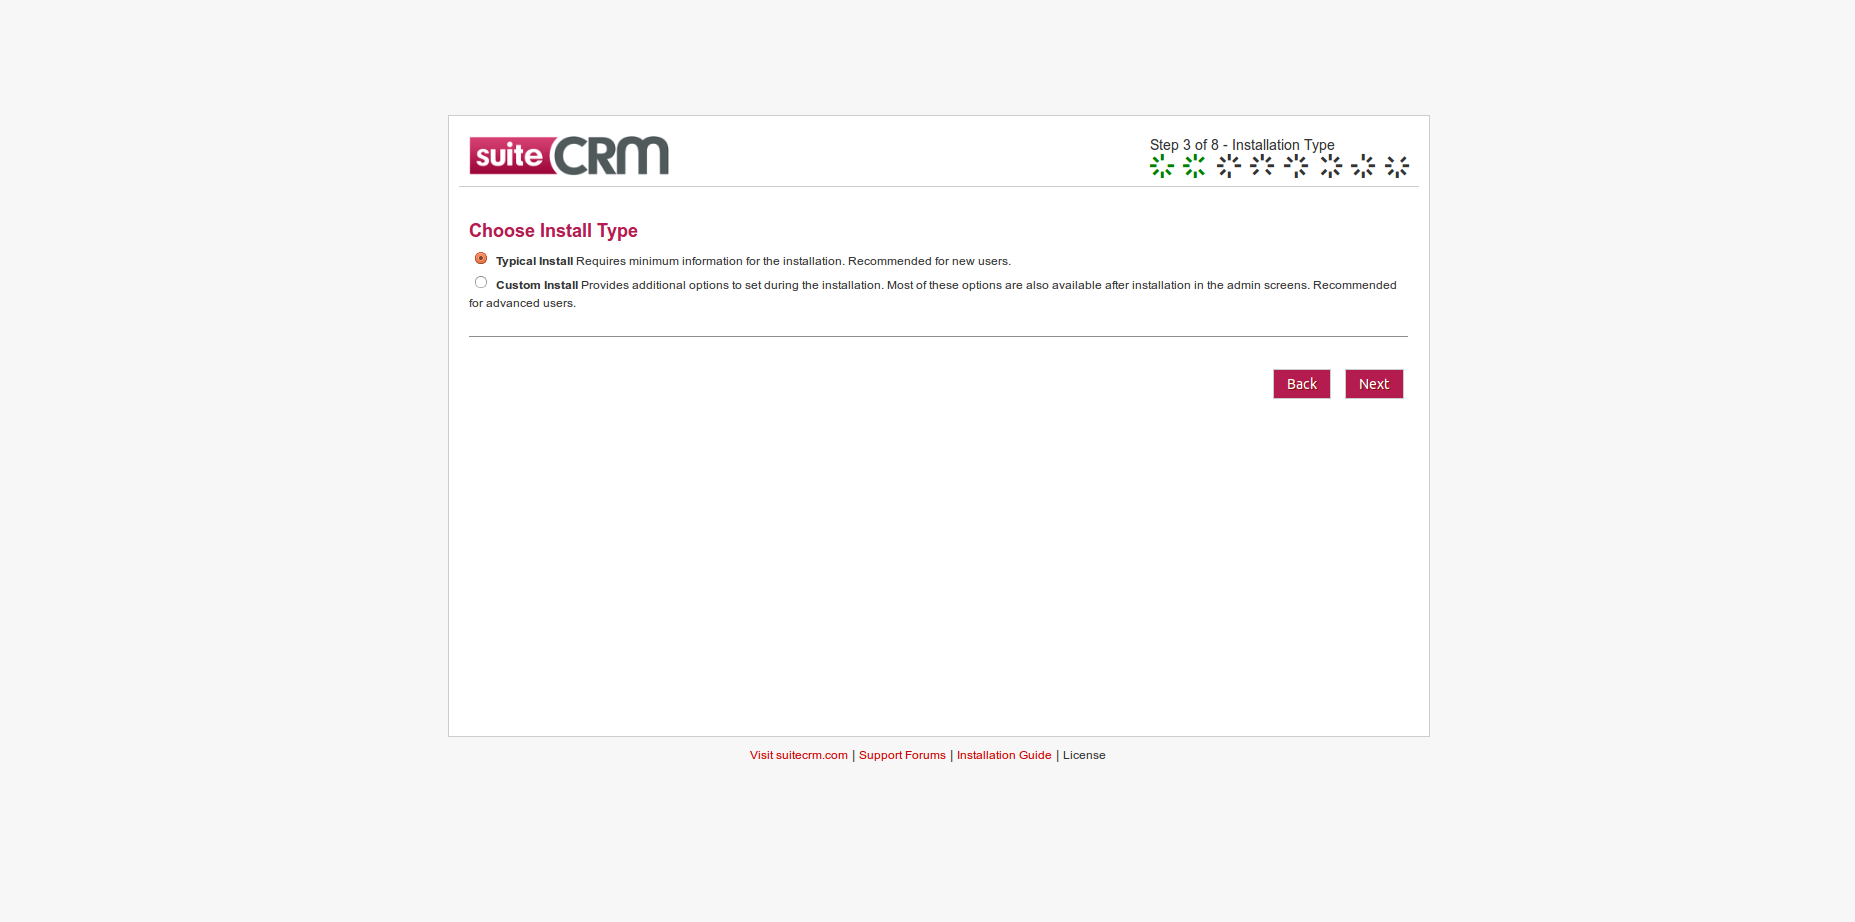 suiteCRM
Step 3 of 8 - Installation Type
Choose Install Type
Typical Install Requires minimum information for the installation. Recommended for new users.
Custom Install Provides additional options to set during the installation. Most of these options are also available after installation in the admin screens. Recommended
for advanced users.
Back Next
Visit suitecrm.com | Support Forums | Installation Guide | License